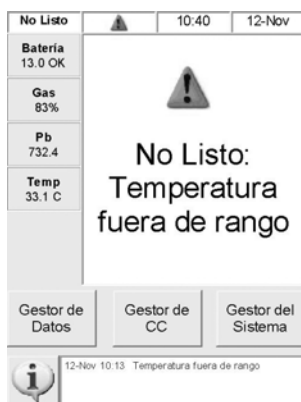 No Listo
10:40
12-Nov
Batería
13.0 OK
Gas
83%
Pb
732.4
Temp
33.1 C
No Listo:
Temperatura
fuera de rango
Gestor de
Datos
Gestor de
CC
Gestor del
Sistema
12-Nov 10:13 Temperatura fuera de rango